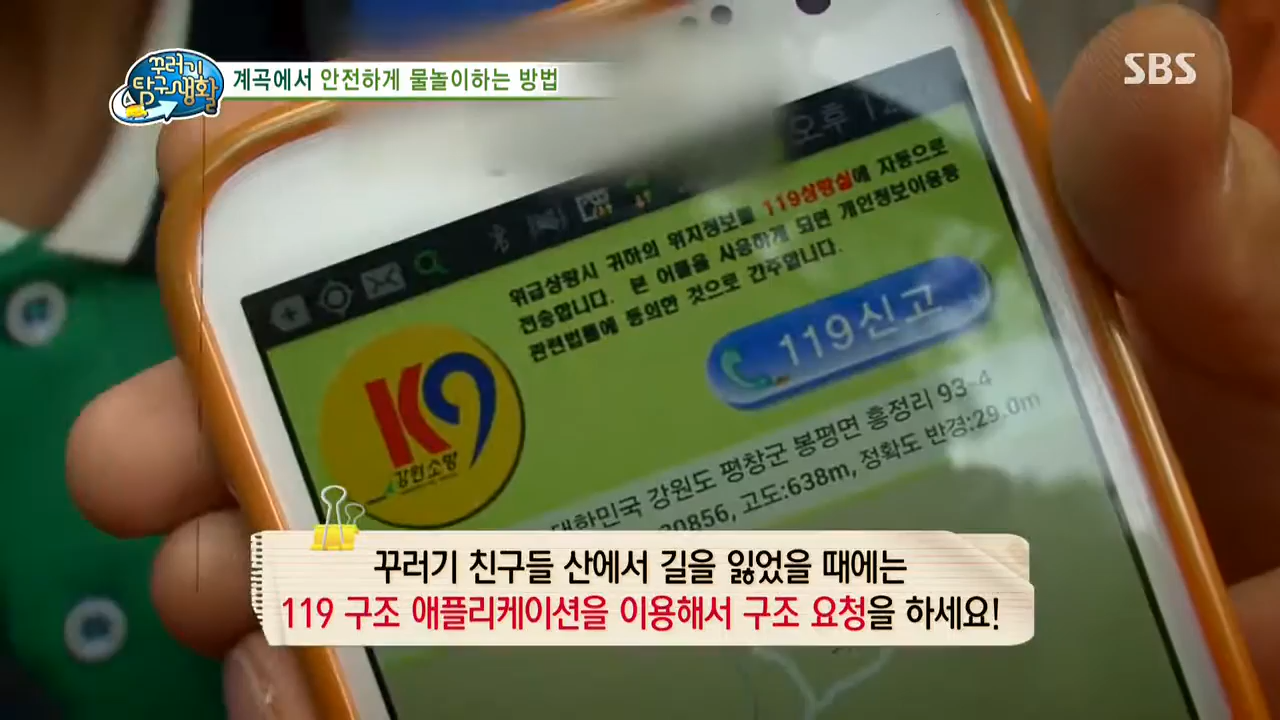 꾸러기
탐구생활
계곡에서 안전하게 물놀이하는 방법
SBS
오후
위급상황시 귀하의 위치정보를 119상황실에 자동으로
전송합니다. 본 어플을 사용하게 되면 개인정보이용등
관련법률에 동의한 것으로 간주합니다.
K9
강원소방
119신고
대한민국 강원도 평창군 봉평면 흥정리 93-4
30856, 고도:638m, 정확도 반경:29.0m
꾸러기 친구들 산에서 길을 잃었을 때에는
119 구조 애플리케이션을 이용해서 구조 요청을 하세요!